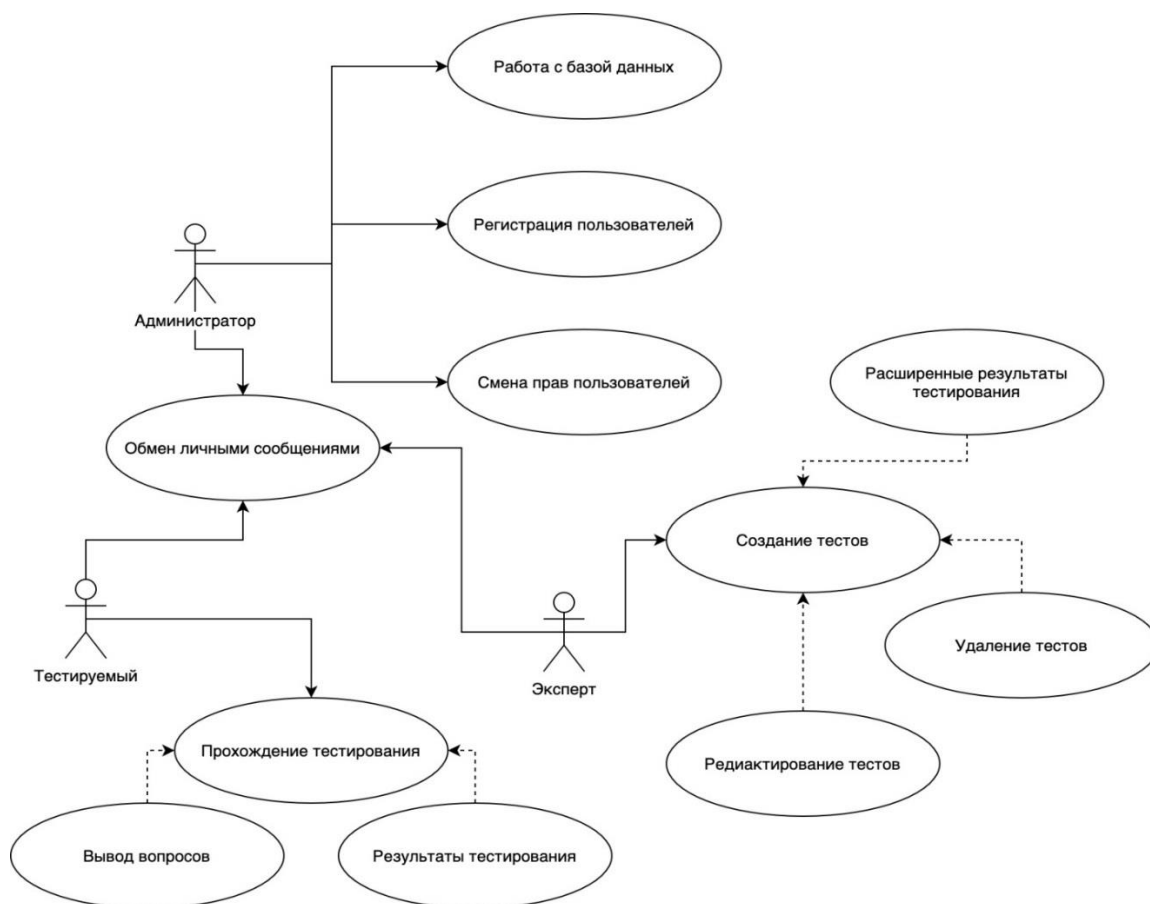 Работа с базой данных
Регистрация пользователей
Администратор
Смена прав пользователей
Расширенные результаты
тестирования
Обмен личными сообщениями
Создание тестов
Удаление тестов
Тестируемый
Эксперт
Прохождение тестирования
Редиактирование тестов
Вывод вопросов
Результаты тестирования